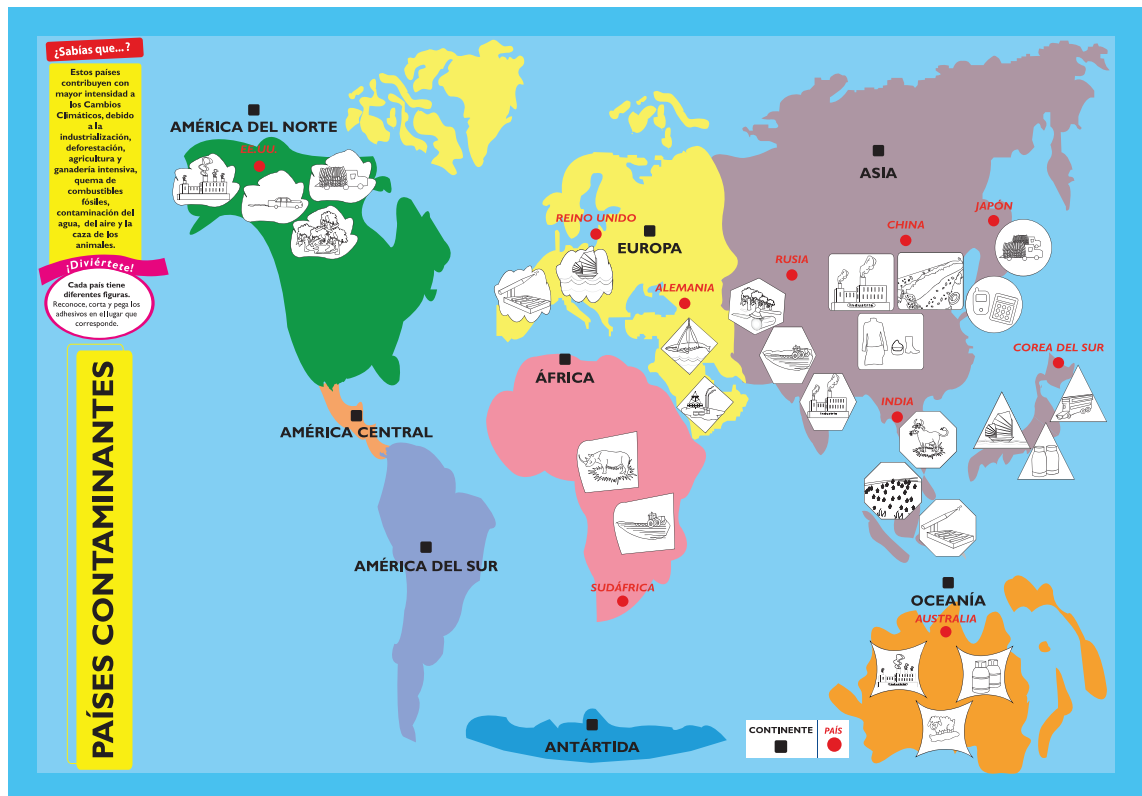 ¿Sabías que...?
Estos países
contribuyen con
mayor intensidad a
los Cambios
Climáticos, debido
a la
industrialización,
deforestación,
agricultura y
ganadería intensiva,
quema de
combustibles
fósiles,
contaminación del
agua, del aire y la
caza de los
animales.
¡Diviértete!
Cada país tiene
diferentes figuras.
Reconoce, corta y pega los
adhesivos en el lugar que
corresponde.
PAÍSES CONTAMINANTES
AMÉRICA DEL NORTE
EE.UU.
AMÉRICA CENTRAL
AMÉRICA DEL SUR
REINO UNIDO
EUROPA
ALEMANIA
ÁFRICA
SUDÁFRICA
ANTÁRTIDA
ASIA
RUSIA
CHINA
JAPÓN
Industria
Industria
INDIA
COREA DEL SUR
OCEANÍA
AUSTRALIA
CONTINENTE
PAÍS